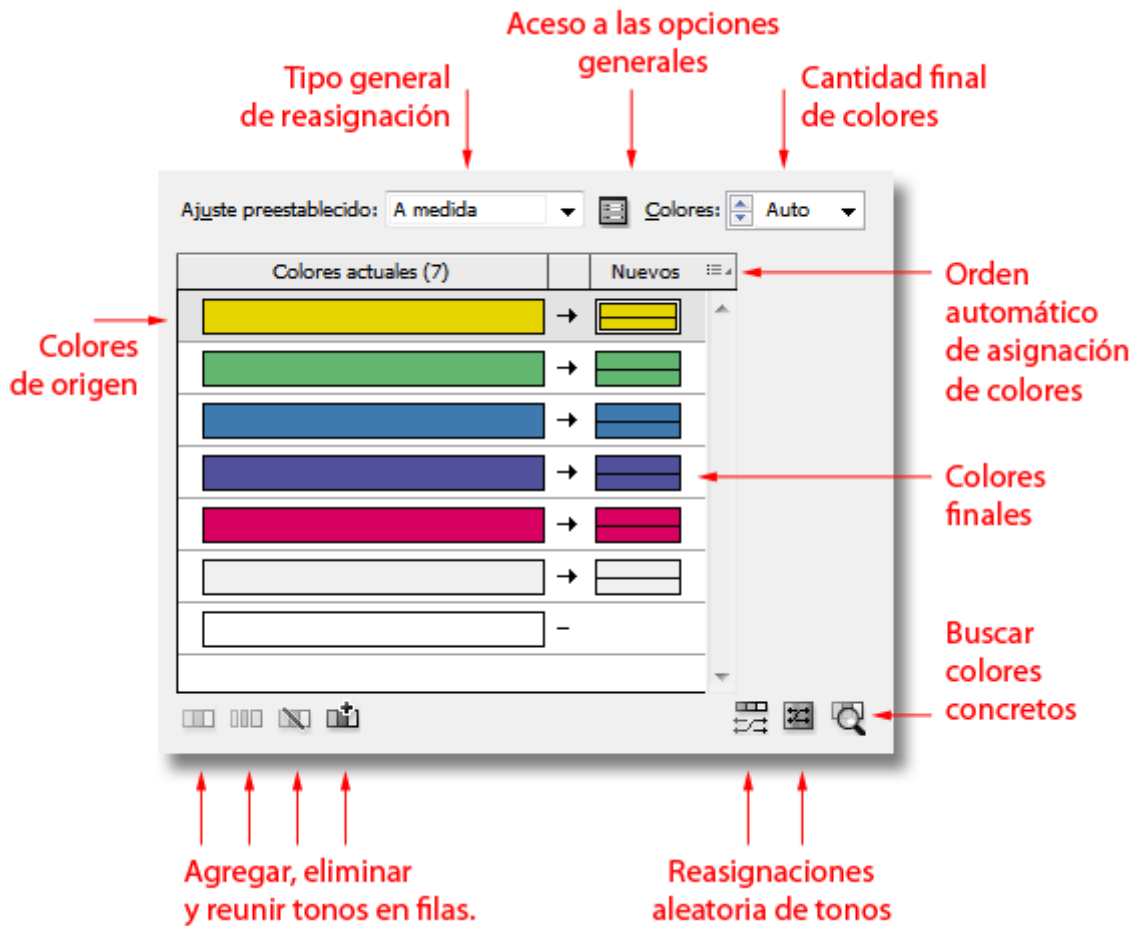 Aceso a las opciones
generales
Tipo general
de reasignación
Cantidad final
de colores
Ajuste preestablecido:
A medida
Colores:
Auto
Colores actuales (7)
Nuevos
Orden
automático
de asignación
de colores
Colores
de origen
Colores
finales
Buscar
colores
concretos
Agregar, eliminar
y reunir tonos en filas.
Reasignaciones
aleatoria de tonos